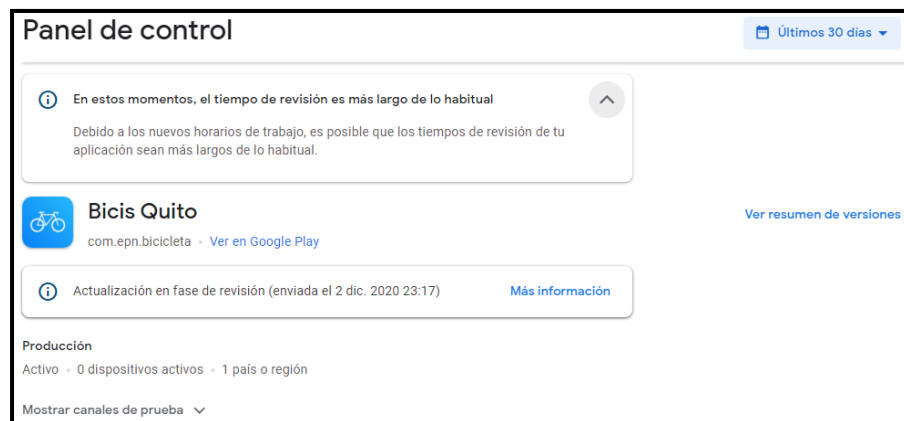 Panel de control
Últimos 30 días
En estos momentos, el tiempo de revisión es más largo de lo habitual
Debido a los nuevos horarios de trabajo, es posible que los tiempos de revisión de tu
aplicación sean más largos de lo habitual.
Bicis Quito
Ver resumen de versiones
com.epn.bicicleta • Ver en Google Play
Actualización en fase de revisión (enviada el 2 dic. 2020 23:17) Más información
Producción
Activo • 0 dispositivos activos • 1 país o región
Mostrar canales de prueba